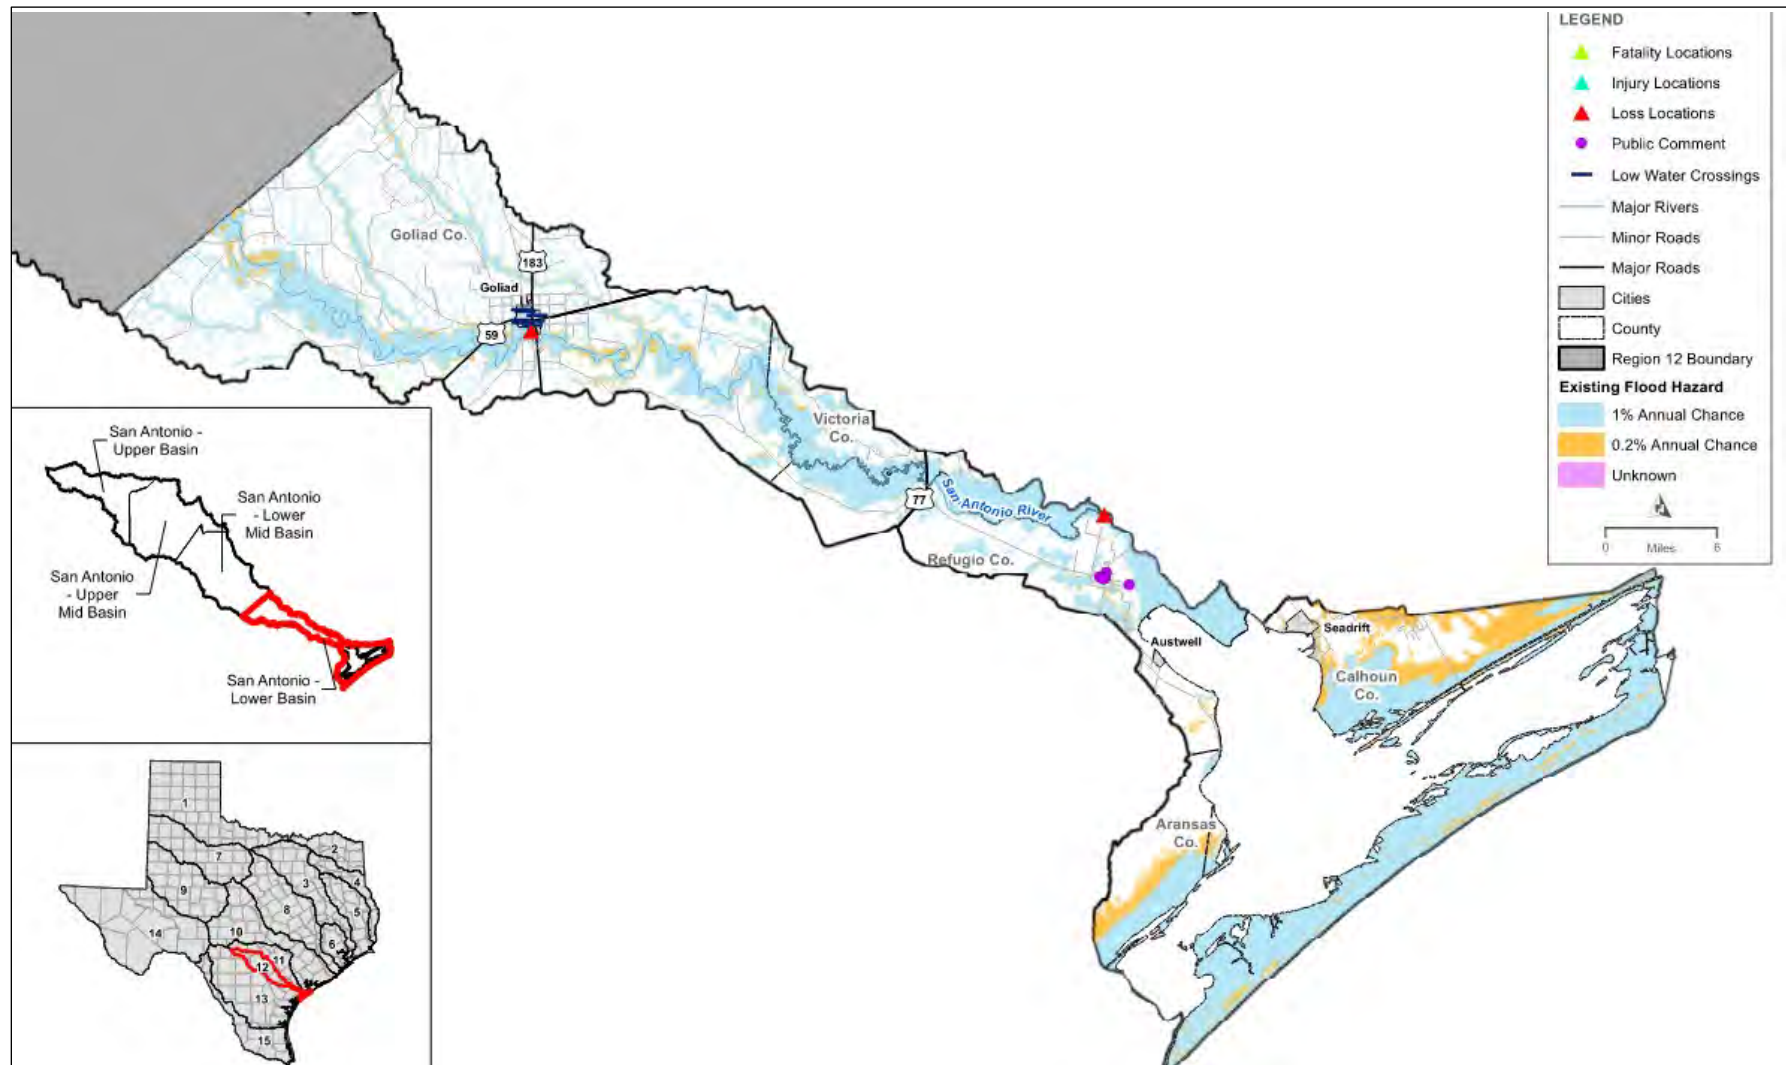 LEGEND
Fatality Locations
Injury Locations
Loss Locations
Public Comment
Low Water Crossings
Major Rivers
Minor Roads
Major Roads
Cities
County
Region 12 Boundary
Existing Flood Hazard
1% Annual Chance
0.2% Annual Chance
Unknown
0 Miles 6
Goliad Co.
183
Goliad
59
Victoria
Co.
77
San Antonio River
Refugio Co.
Austwell
Seadrift
Calhoun
Co.
Aransas
Co.
San Antonio -
Upper Basin
San Antonio
- Lower
Mid Basin
San Antonio
- Upper
Mid Basin
San Antonio -
Lower Basin
1
2
7
3
4
9
8
5
14
10
6
11
12
13
15